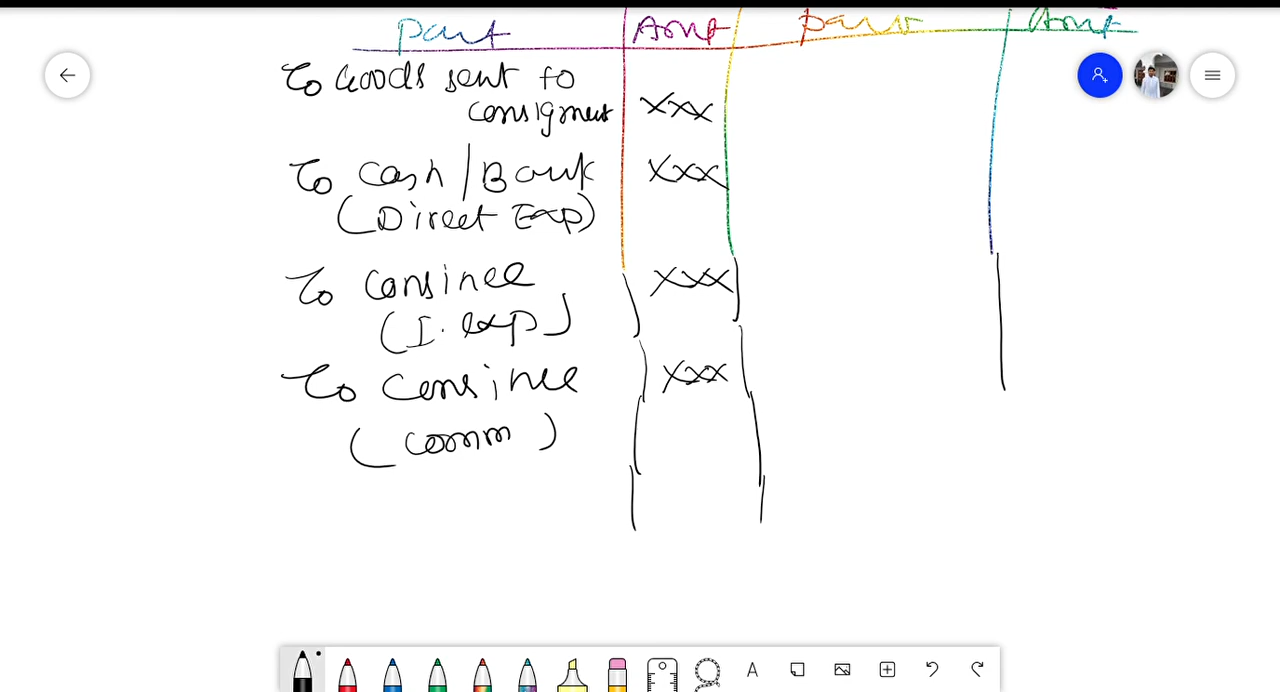 Part Amt Part Amt
To Goods sent to
consigment XXX
To Cash/Bank XXX
(Direct Exp)
To Consinee XXX
(I. exp)
To Consinee XXX
(Comm)
A